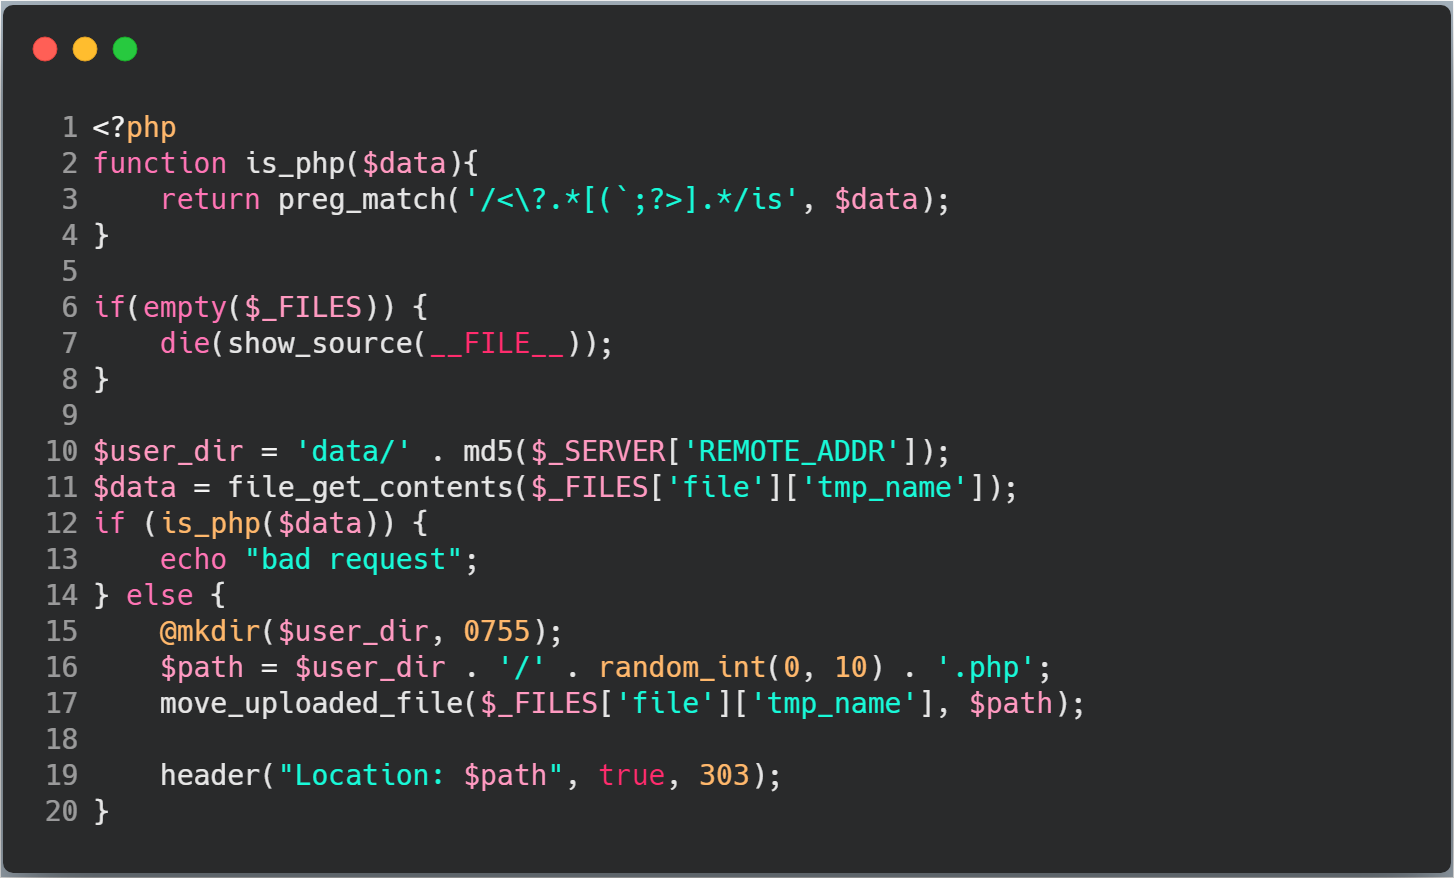 1 <?php
2 function is_php($data){
3     return preg_match('/<\?.*[(`;?>].*/is', $data);
4 }
5
6 if(empty($_FILES)) {
7     die(show_source(__FILE__));
8 }
9
10 $user_dir = 'data/' . md5($_SERVER['REMOTE_ADDR']);
11 $data = file_get_contents($_FILES['file']['tmp_name']);
12 if (is_php($data)) {
13     echo "bad request";
14 } else {
15     @mkdir($user_dir, 0755);
16     $path = $user_dir . '/' . random_int(0, 10) . '.php';
17     move_uploaded_file($_FILES['file']['tmp_name'], $path);
18
19     header("Location: $path", true, 303);
20 }